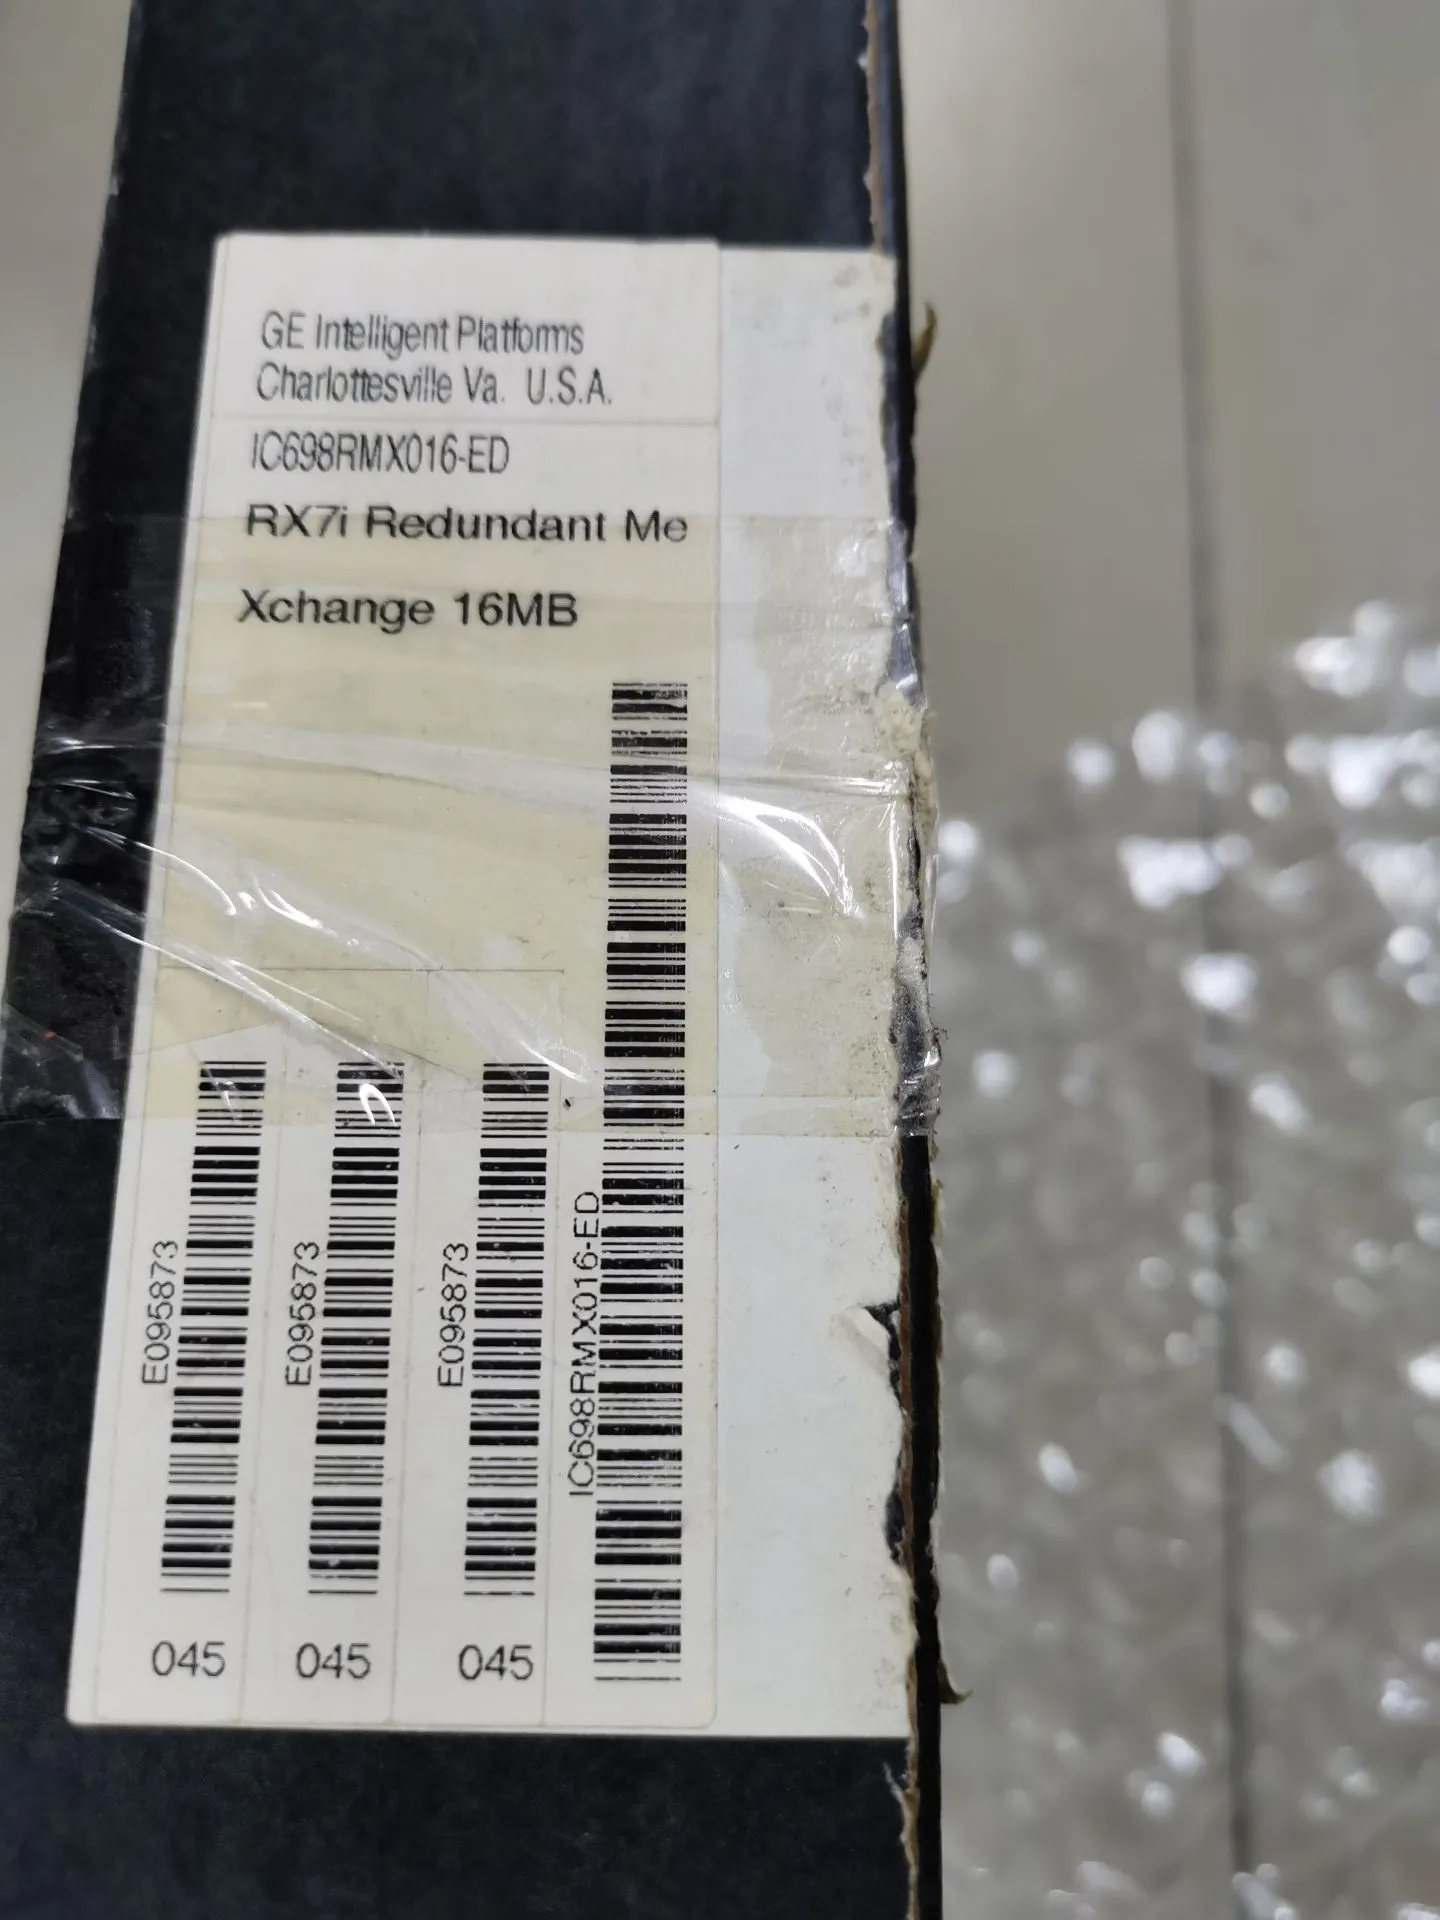 GE Intelligent Platforms
Charlottesville Va. U.S.A.
IC698RMX016-ED
RX7i Redundant Me
Xchange 16MB
E095873
E095873
E095873
IC698RMX016-ED
045
045
045